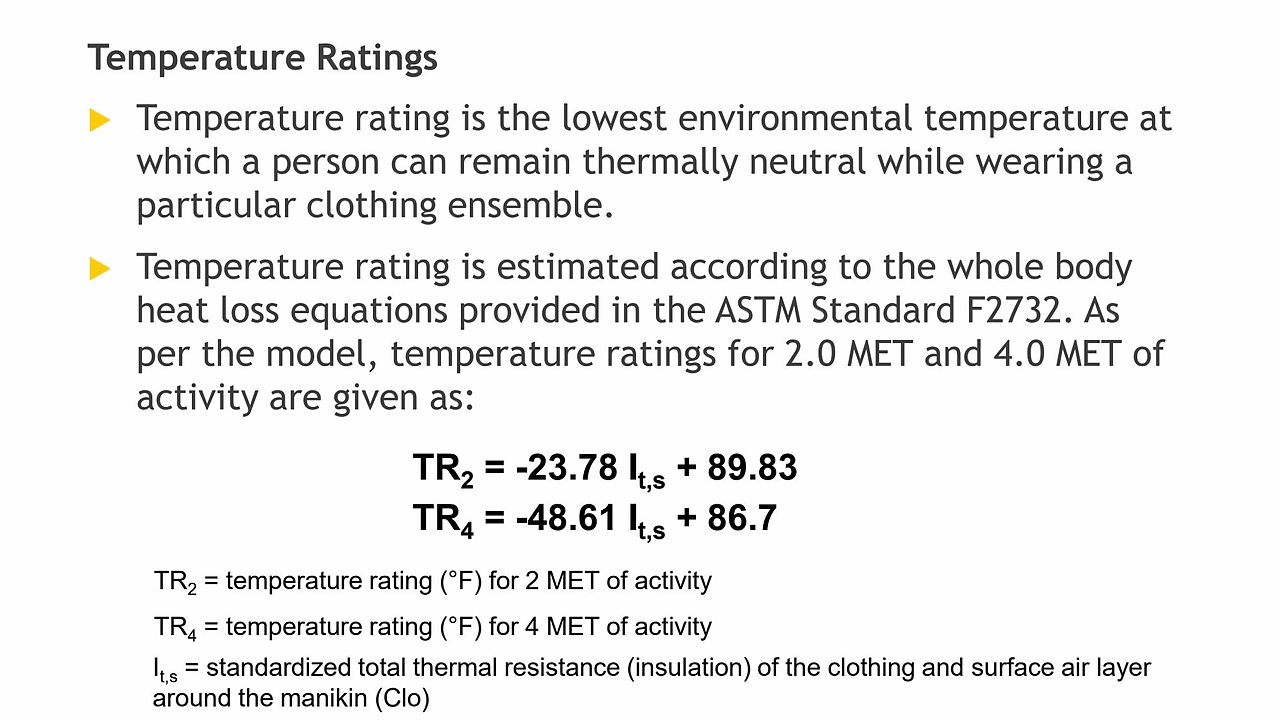 Temperature Ratings
Temperature rating is the lowest environmental temperature at
which a person can remain thermally neutral while wearing a
particular clothing ensemble.
Temperature rating is estimated according to the whole body
heat loss equations provided in the ASTM Standard F2732. As
per the model, temperature ratings for 2.0 MET and 4.0 MET of
activity are given as:
TR₂ = -23.78 Iₜ,ₛ + 89.83
TR₄ = -48.61 Iₜ,ₛ + 86.7
TR₂ = temperature rating (°F) for 2 MET of activity
TR₄ = temperature rating (°F) for 4 MET of activity
Iₜ,ₛ = standardized total thermal resistance (insulation) of the clothing and surface air layer
around the manikin (Clo)